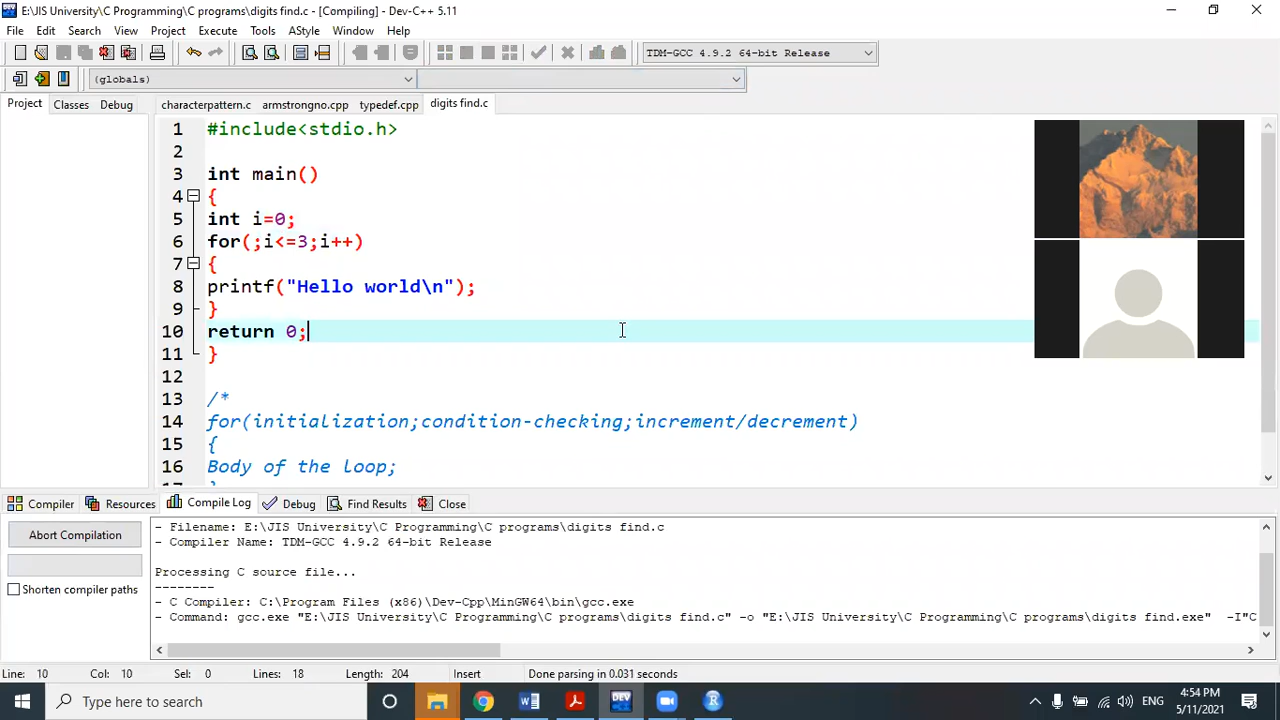 E:\JIS University\C Programming\C programs\digits find.c - [Compiling] - Dev-C++ 5.11
File Edit Search View Project Execute Tools AStyle Window Help
TDM-GCC 4.9.2 64-bit Release
(globals)
Project Classes Debug characterpattern.c armstrongno.cpp typedef.cpp digits find.c
1 #include<stdio.h>
2
3 int main()
4 {
5 int i=0;
6 for(;i<=3;i++)
7 {
8 printf("Hello world\n");
9 }
10 return 0;
11 }
12
13 /*
14 for(initialization;condition-checking;increment/decrement)
15 {
16 Body of the loop;
Compiler Resources Compile Log Debug Find Results Close
Abort Compilation
Shorten compiler paths
- Filename: E:\JIS University\C Programming\C programs\digits find.c
- Compiler Name: TDM-GCC 4.9.2 64-bit Release
Processing C source file...
--------
- C Compiler: C:\Program Files (x86)\Dev-Cpp\MinGW64\bin\gcc.exe
- Command: gcc.exe "E:\JIS University\C Programming\C programs\digits find.c" -o "E:\JIS University\C Programming\C programs\digits find.exe" -I"C
Line: 10 Col: 10 Sel: 0 Lines: 18 Length: 204 Insert Done parsing in 0.031 seconds
Type here to search
DEV
W
R
ENG
4:54 PM
5/11/2021